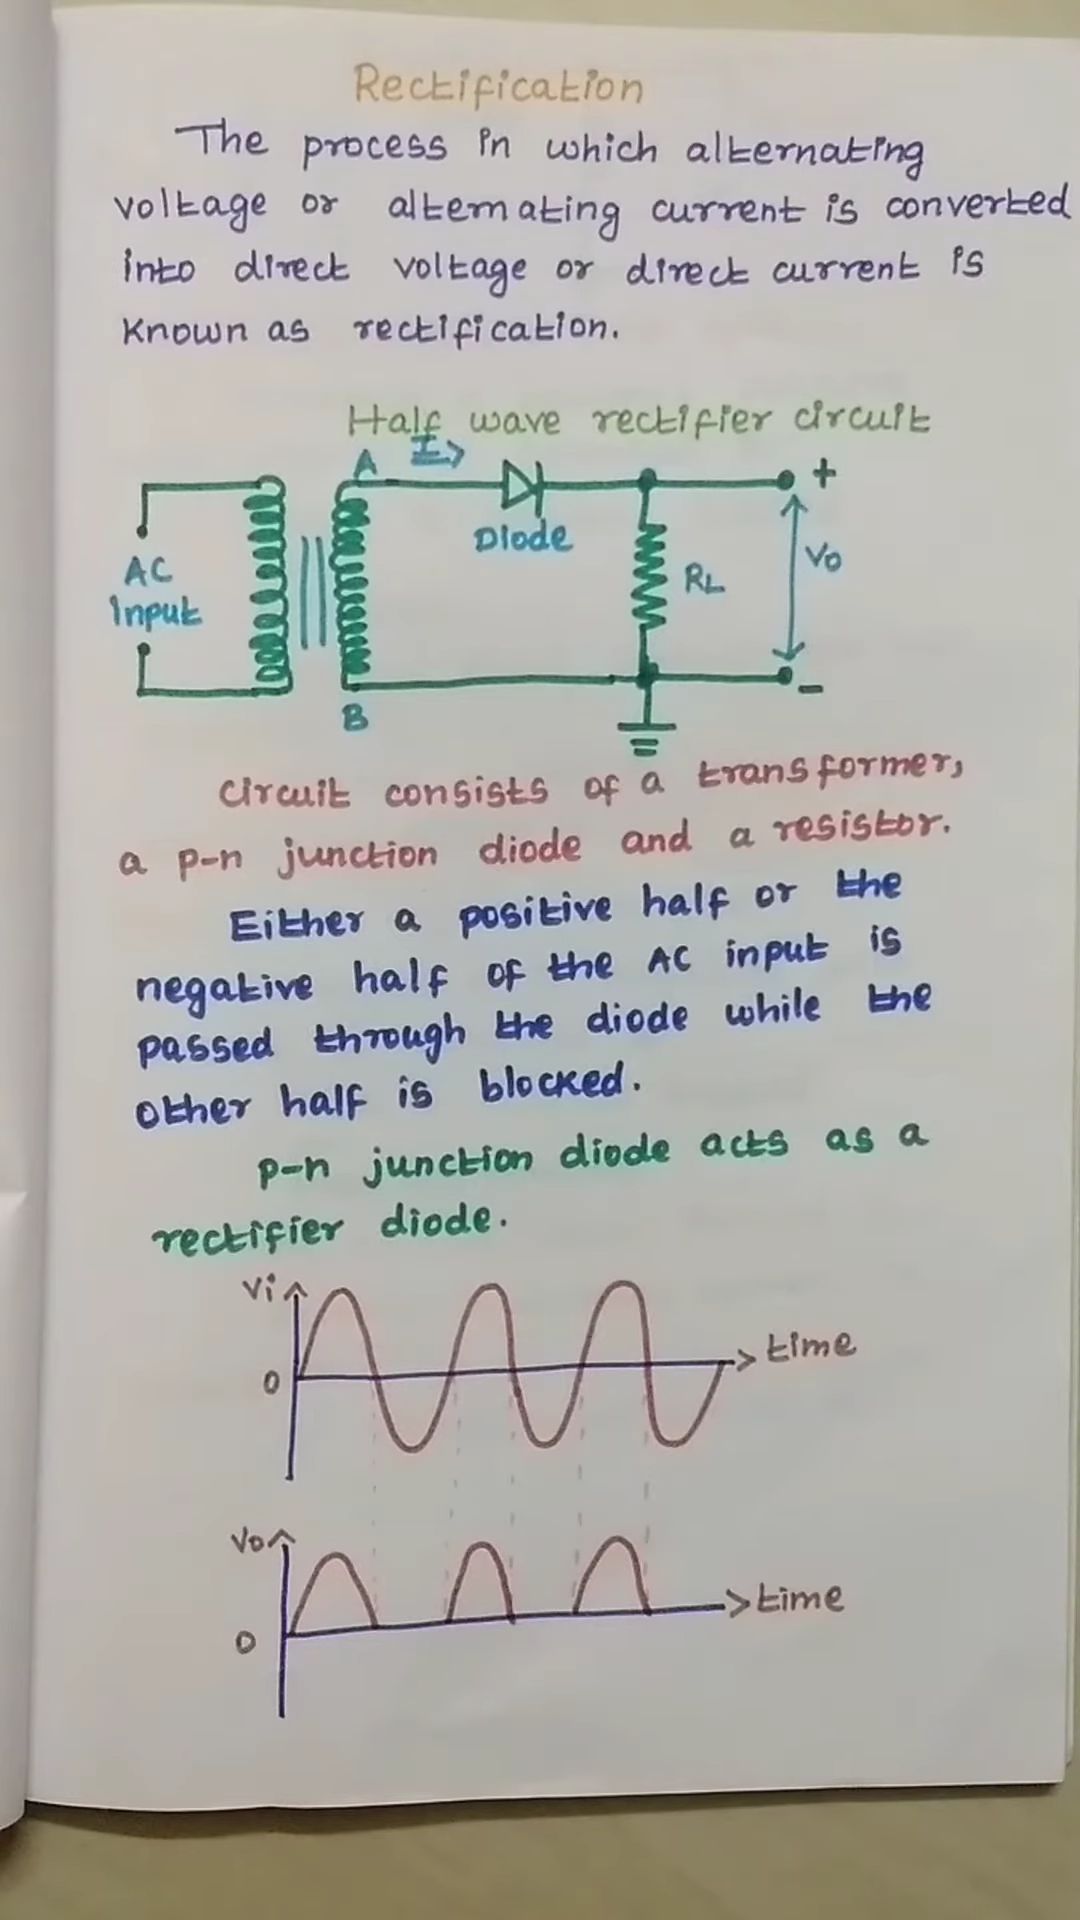 Rectification
The process in which alternating
voltage or alternating current is converted
into direct voltage or direct current is
known as rectification.
Half wave rectifier circuit
A I
+
Diode
AC
Input
RL
Vo
-
B
circuit consists of a transformer,
a p-n junction diode and a resistor.
Either a positive half or the
negative half of the AC input is
passed through the diode while the
other half is blocked.
p-n junction diode acts as a
rectifier diode.
Vi
time
0
Vo
time
0